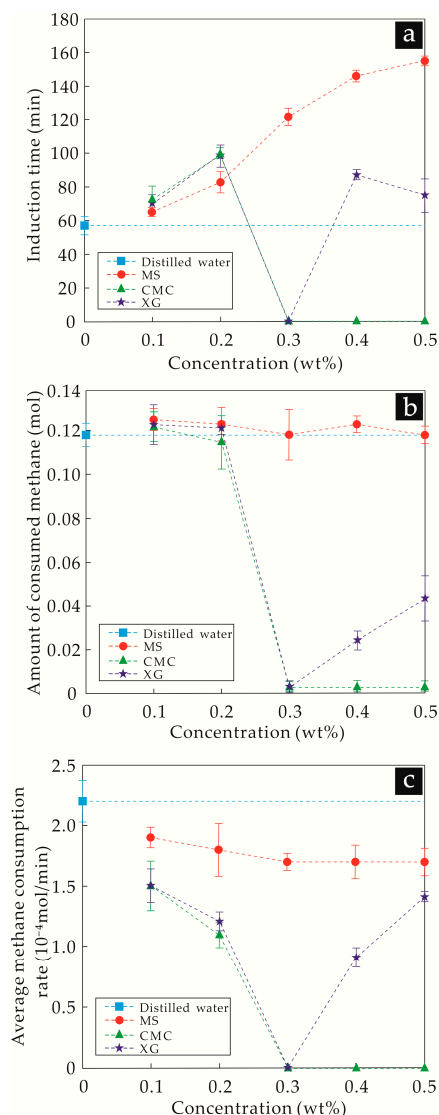 a
180
160
140
120
100
80
60
40
20
0
Induction time (min)
Distilled water
MS
CMC
XG
0 0.1 0.2 0.3 0.4 0.5
Concentration (wt%)
b
0.14
0.12
0.10
0.08
0.06
0.04
0.02
0
Amount of consumed methane (mol)
Distilled water
MS
CMC
XG
0 0.1 0.2 0.3 0.4 0.5
Concentration (wt%)
c
2.5
2.0
1.5
1.0
0.5
0
Average methane consumption
rate (10⁻⁴mol/min)
Distilled water
MS
CMC
XG
0 0.1 0.2 0.3 0.4 0.5
Concentration (wt%)